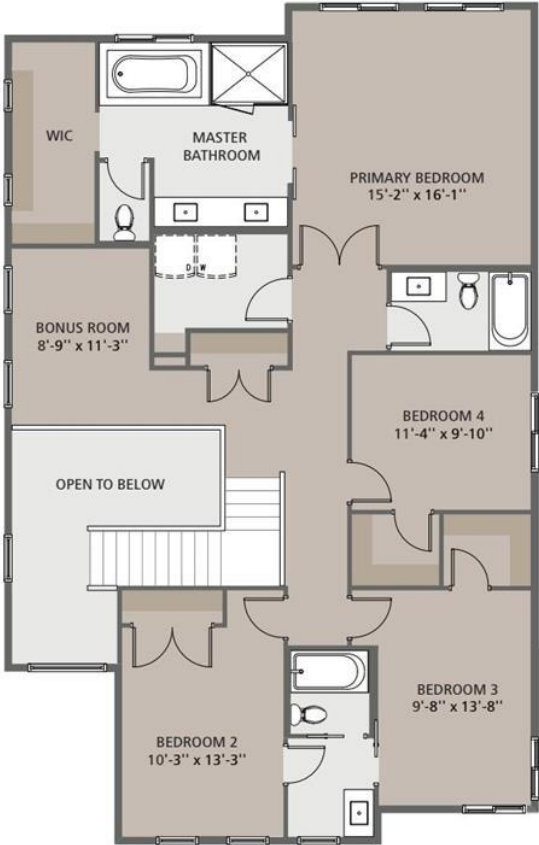 WIC
MASTER
BATHROOM
PRIMARY BEDROOM
15'-2'' x 16'-1''
D W
BONUS ROOM
8'-9'' x 11'-3''
BEDROOM 4
11'-4'' x 9'-10''
OPEN TO BELOW
BEDROOM 3
9'-8'' x 13'-8''
BEDROOM 2
10'-3'' x 13'-3''